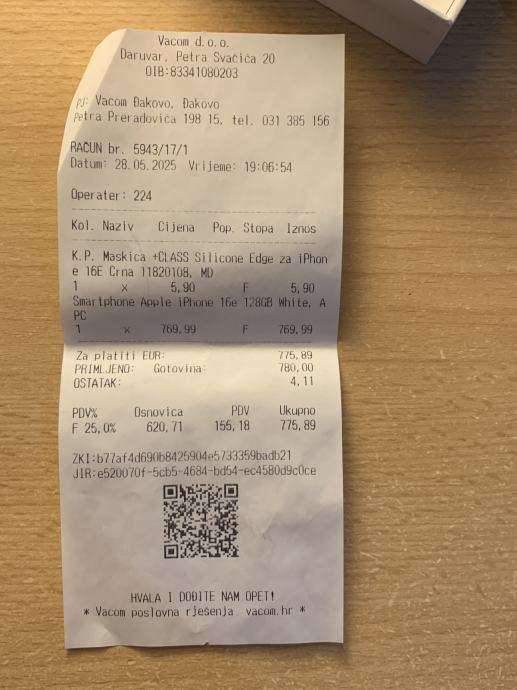 Vacom d.o.o.
Daruvar, Petra Svačića 20
OIB:83341080203
PJ: Vacom Đakovo, Đakovo
Petra Preradovića 198 15, tel. 031 385 156
RAČUN br. 5943/17/1
Datum: 28.05.2025 Vrijeme: 19:06:54
Operater: 224
Kol. Naziv Cijena Pop. Stopa Iznos
K.P. Maskica +CLASS Silicone Edge za iPhon
e 16E Crna 11820108, MD
1 x 5,90 F 5,90
Smartphone Apple iPhone 16e 128GB White, A
PC
1 x 769,99 F 769,99
Za platiti EUR: 775,89
PRIMLJENO: Gotovina: 780,00
OSTATAK: 4,11
PDV% Osnovica PDV Ukupno
F 25,0% 620,71 155,18 775,89
ZKI:b77af4d690b8425904e5733359badb21
JIR:e520070f-5cb5-4684-bd54-ec4580d9c0ce
HVALA I DOĐITE NAM OPET!
* Vacom poslovna rješenja vacom.hr *